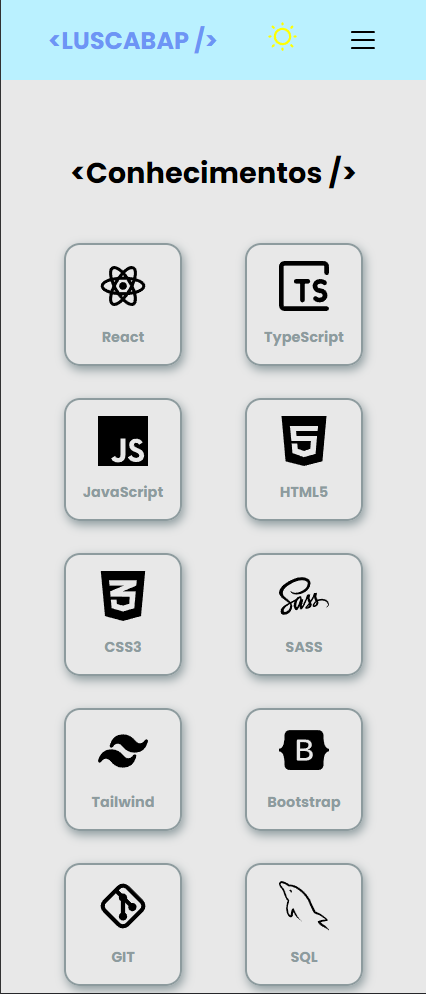 <LUSCABAP />
<Conhecimentos />
TS
React
TypeScript
JS
5
JavaScript
HTML5
3
Sass
CSS3
SASS
B
Tailwind
Bootstrap
GIT
SQL